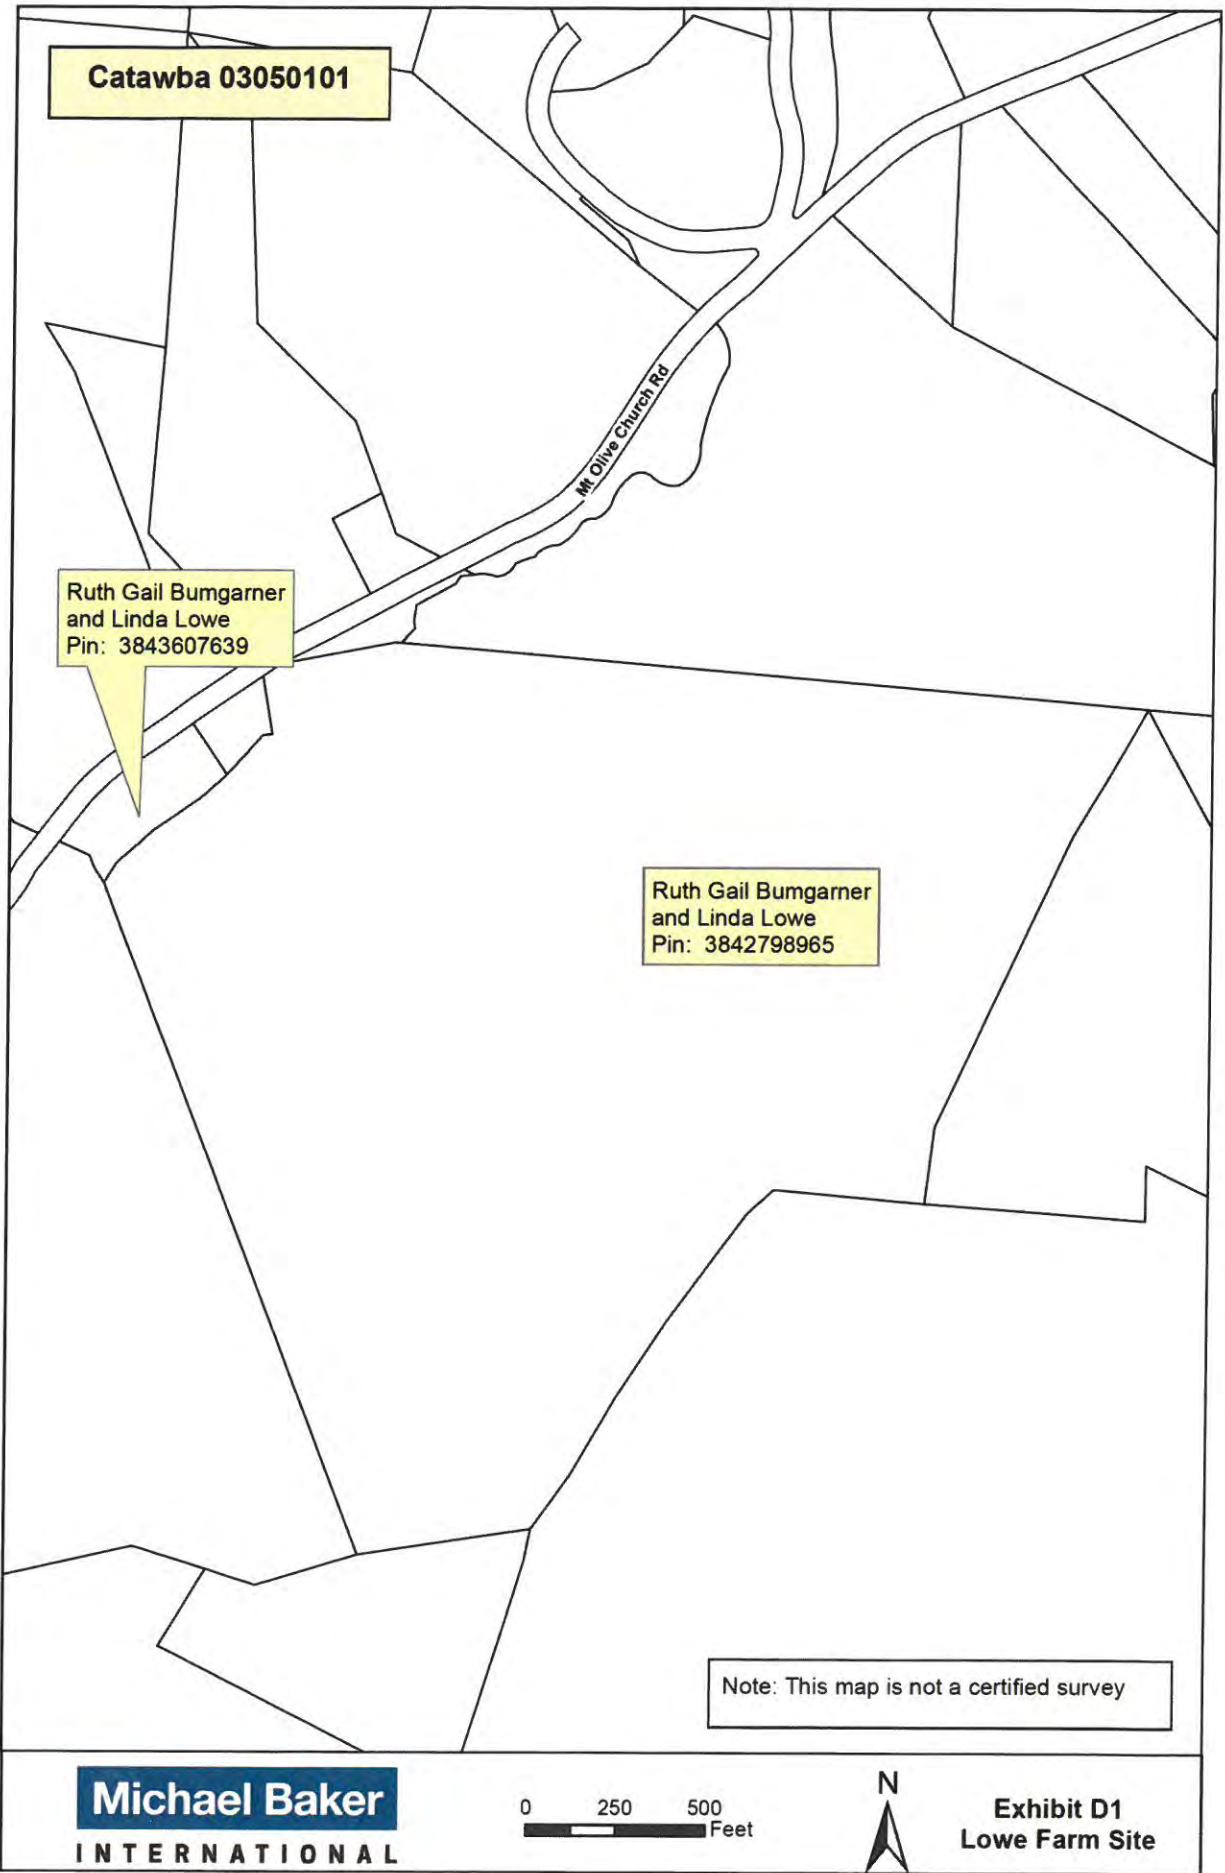 Catawba 03050101
Mt Olive Church Rd
Ruth Gail Bumgarner
and Linda Lowe
Pin: 3843607639
Ruth Gail Bumgarner
and Linda Lowe
Pin: 3842798965
Note: This map is not a certified survey
Michael Baker
INTERNATIONAL
0 250 500
Feet
N
Exhibit D1
Lowe Farm Site